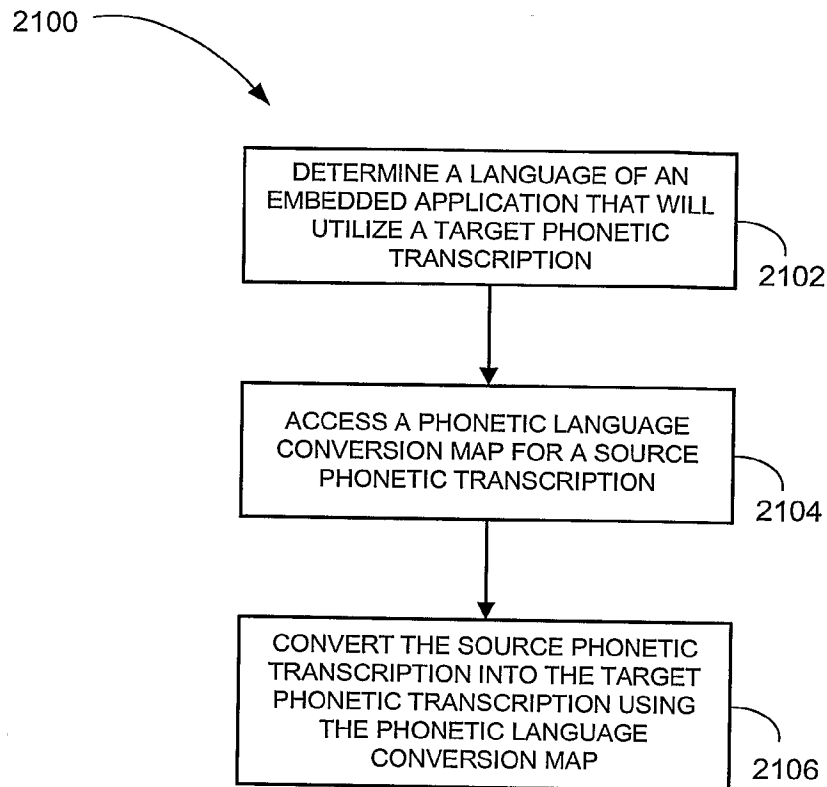 2100
DETERMINE A LANGUAGE OF AN
EMBEDDED APPLICATION THAT WILL
UTILIZE A TARGET PHONETIC
TRANSCRIPTION
2102
ACCESS A PHONETIC LANGUAGE
CONVERSION MAP FOR A SOURCE
PHONETIC TRANSCRIPTION
2104
CONVERT THE SOURCE PHONETIC
TRANSCRIPTION INTO THE TARGET
PHONETIC TRANSCRIPTION USING
THE PHONETIC LANGUAGE
CONVERSION MAP
2106